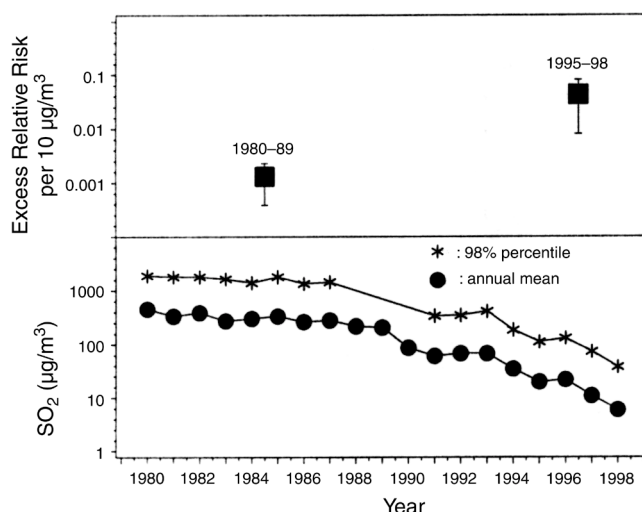 Excess Relative Risk
per 10 µg/m³
0.1
0.01
0.001
1980–89
1995–98
SO₂ (µg/m³)
1000
100
10
1
: 98% percentile
: annual mean
1980 1982 1984 1986 1988 1990 1992 1994 1996 1998
Year